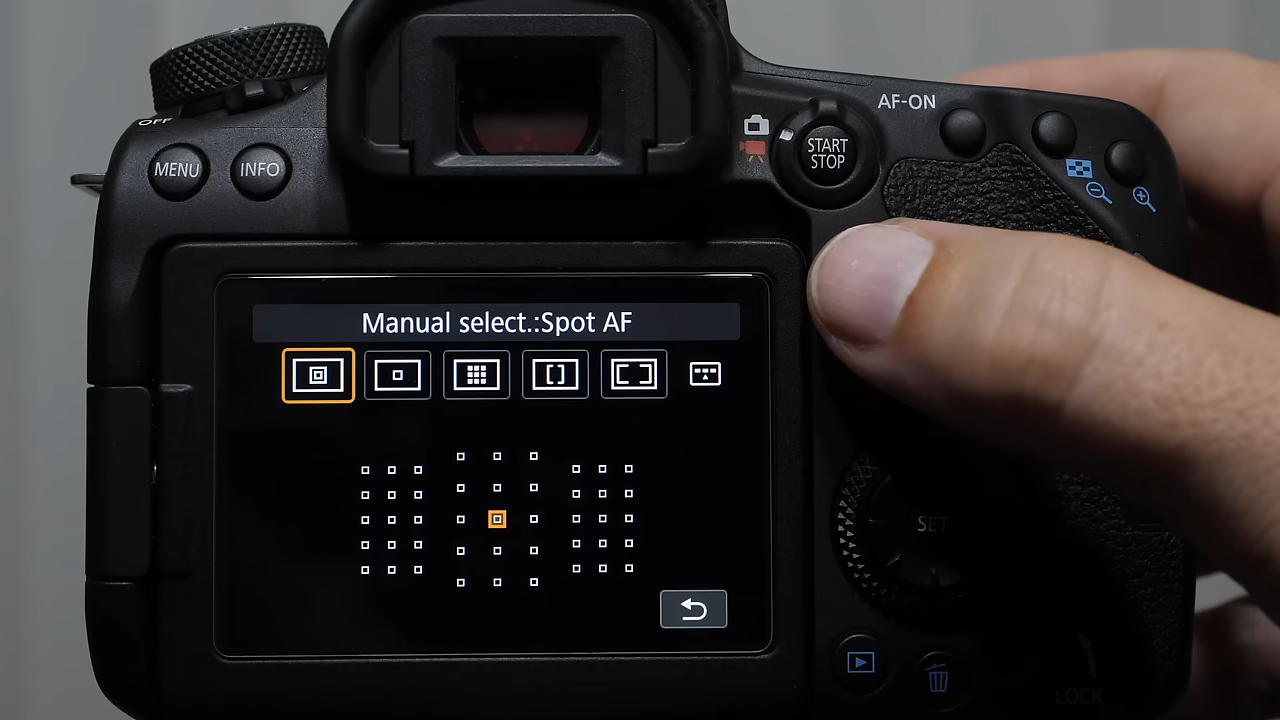 OFF
MENU
INFO
START
STOP
AF-ON
Manual select.:Spot AF
SET
LOCK